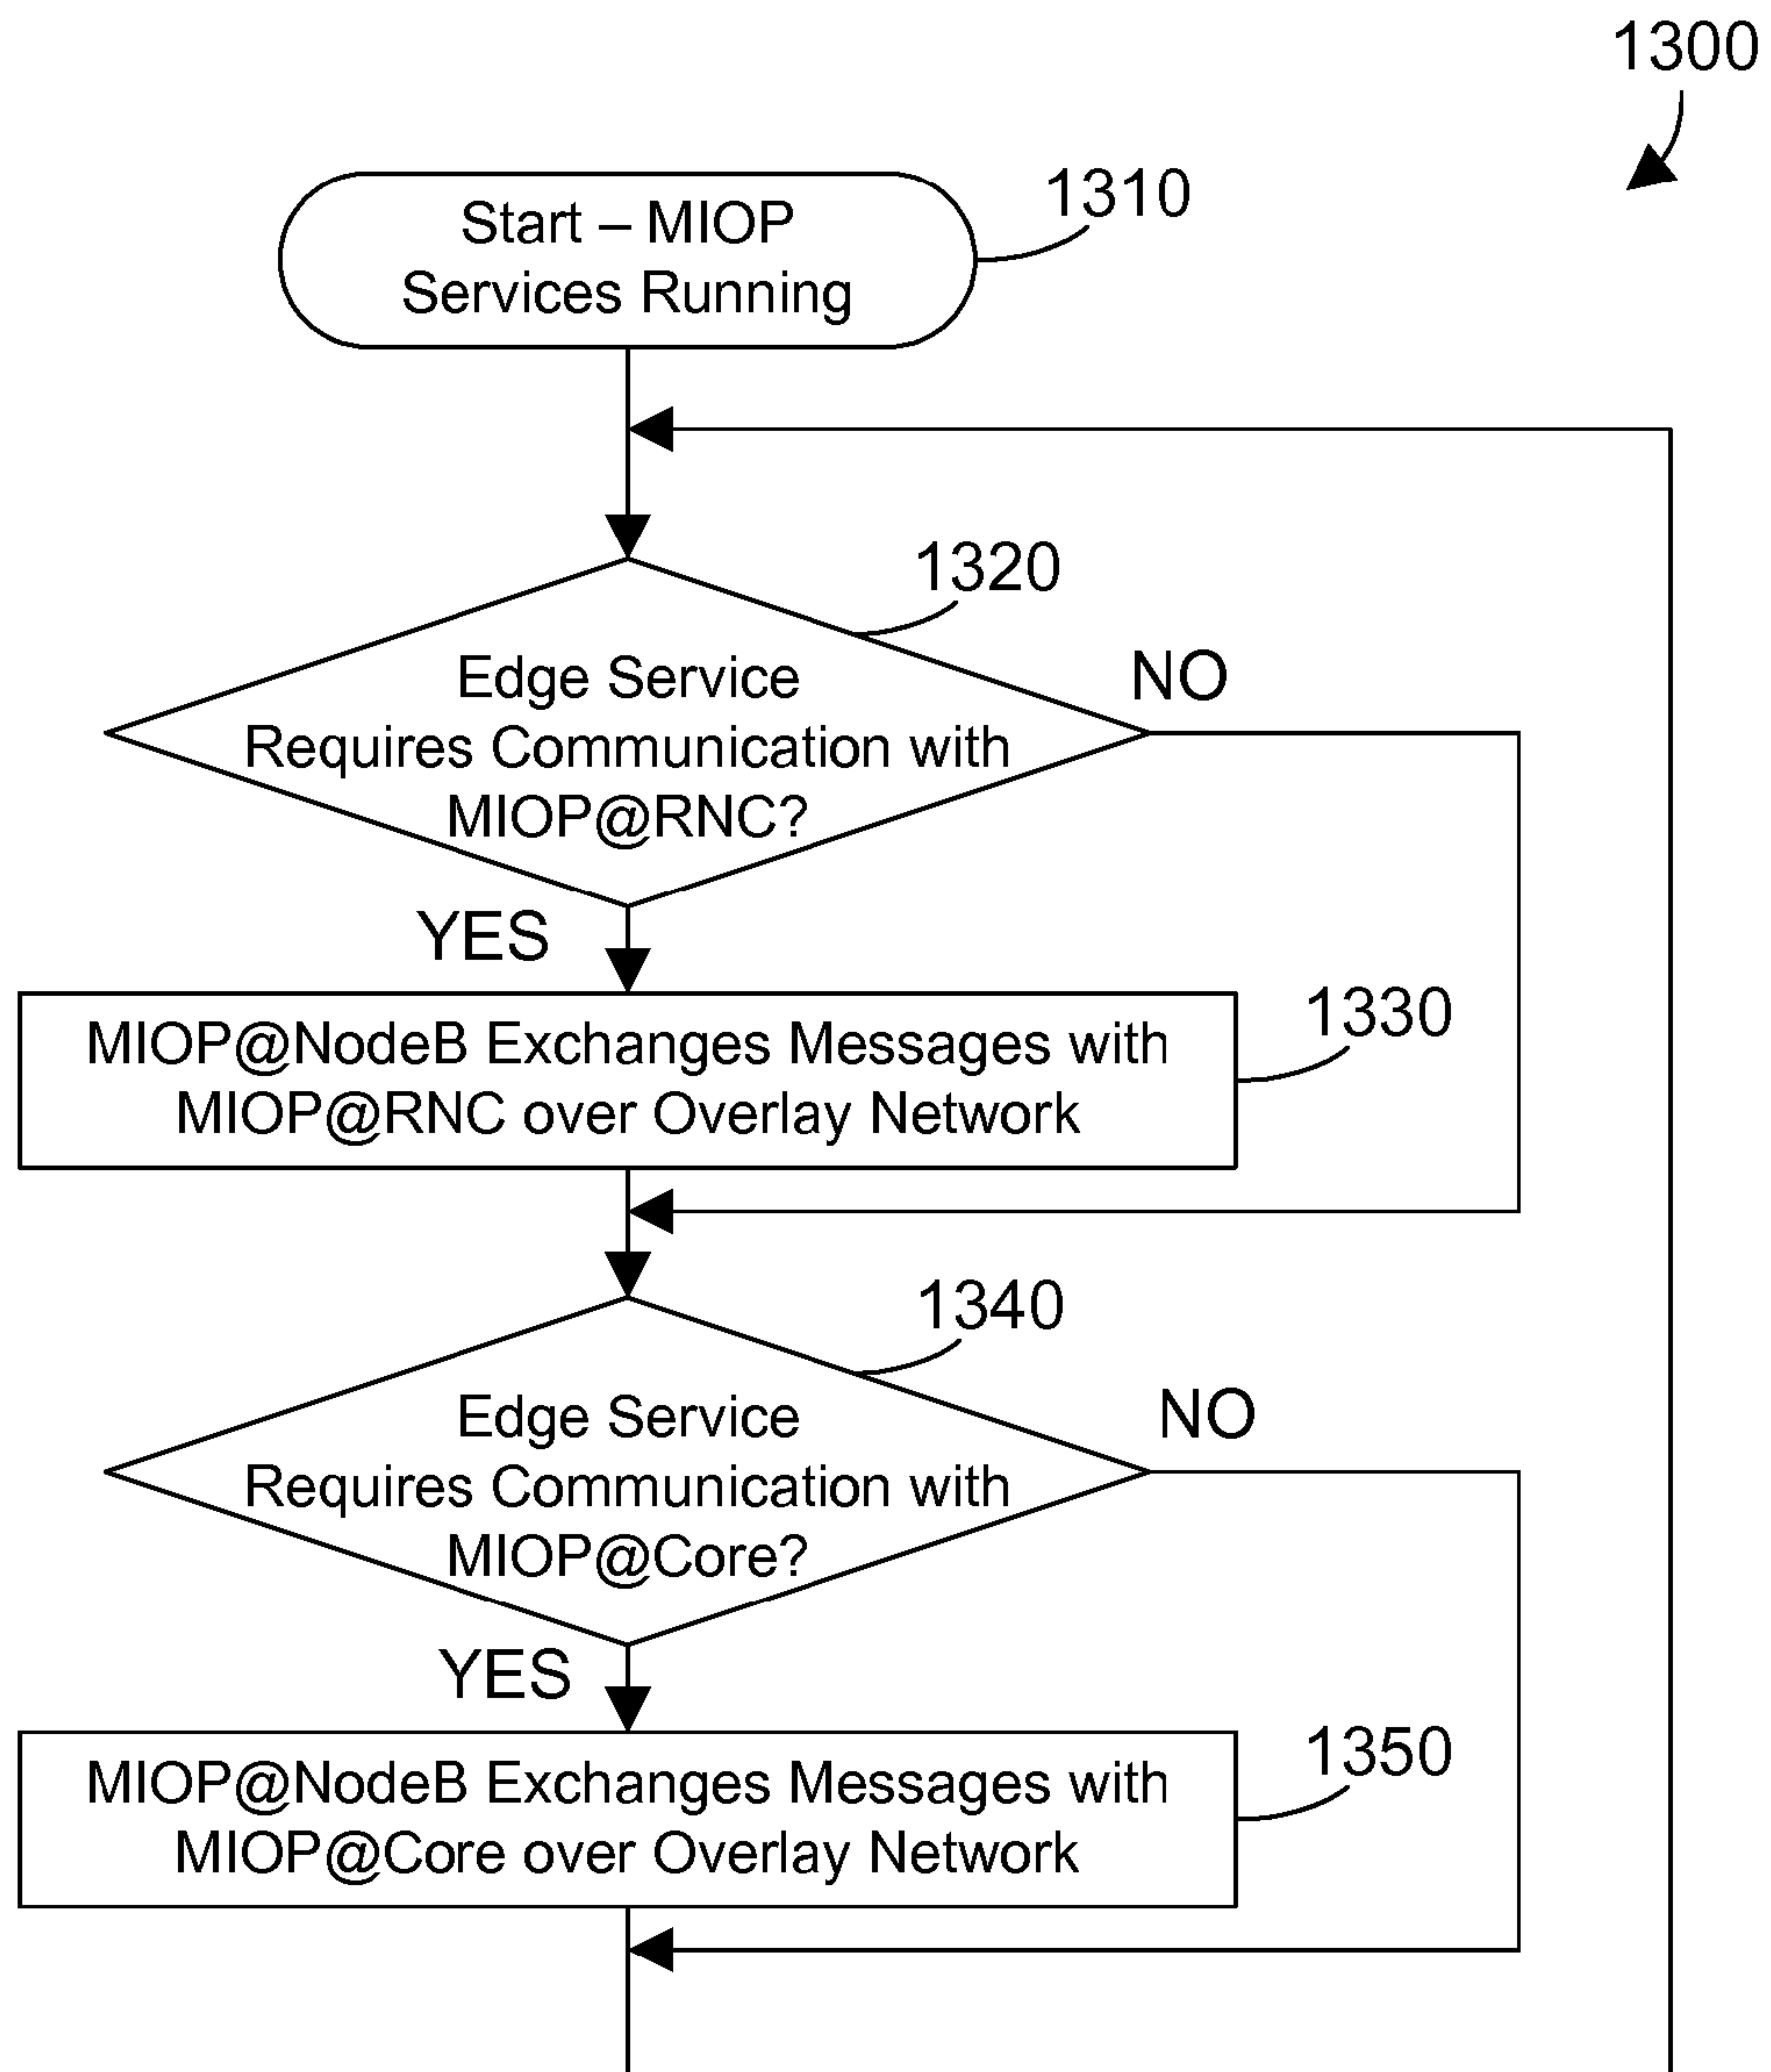 1300
1310
Start – MIOP
Services Running
1320
Edge Service
Requires Communication with
MIOP@RNC?
NO
YES
1330
MIOP@NodeB Exchanges Messages with
MIOP@RNC over Overlay Network
1340
Edge Service
Requires Communication with
MIOP@Core?
NO
YES
1350
MIOP@NodeB Exchanges Messages with
MIOP@Core over Overlay Network